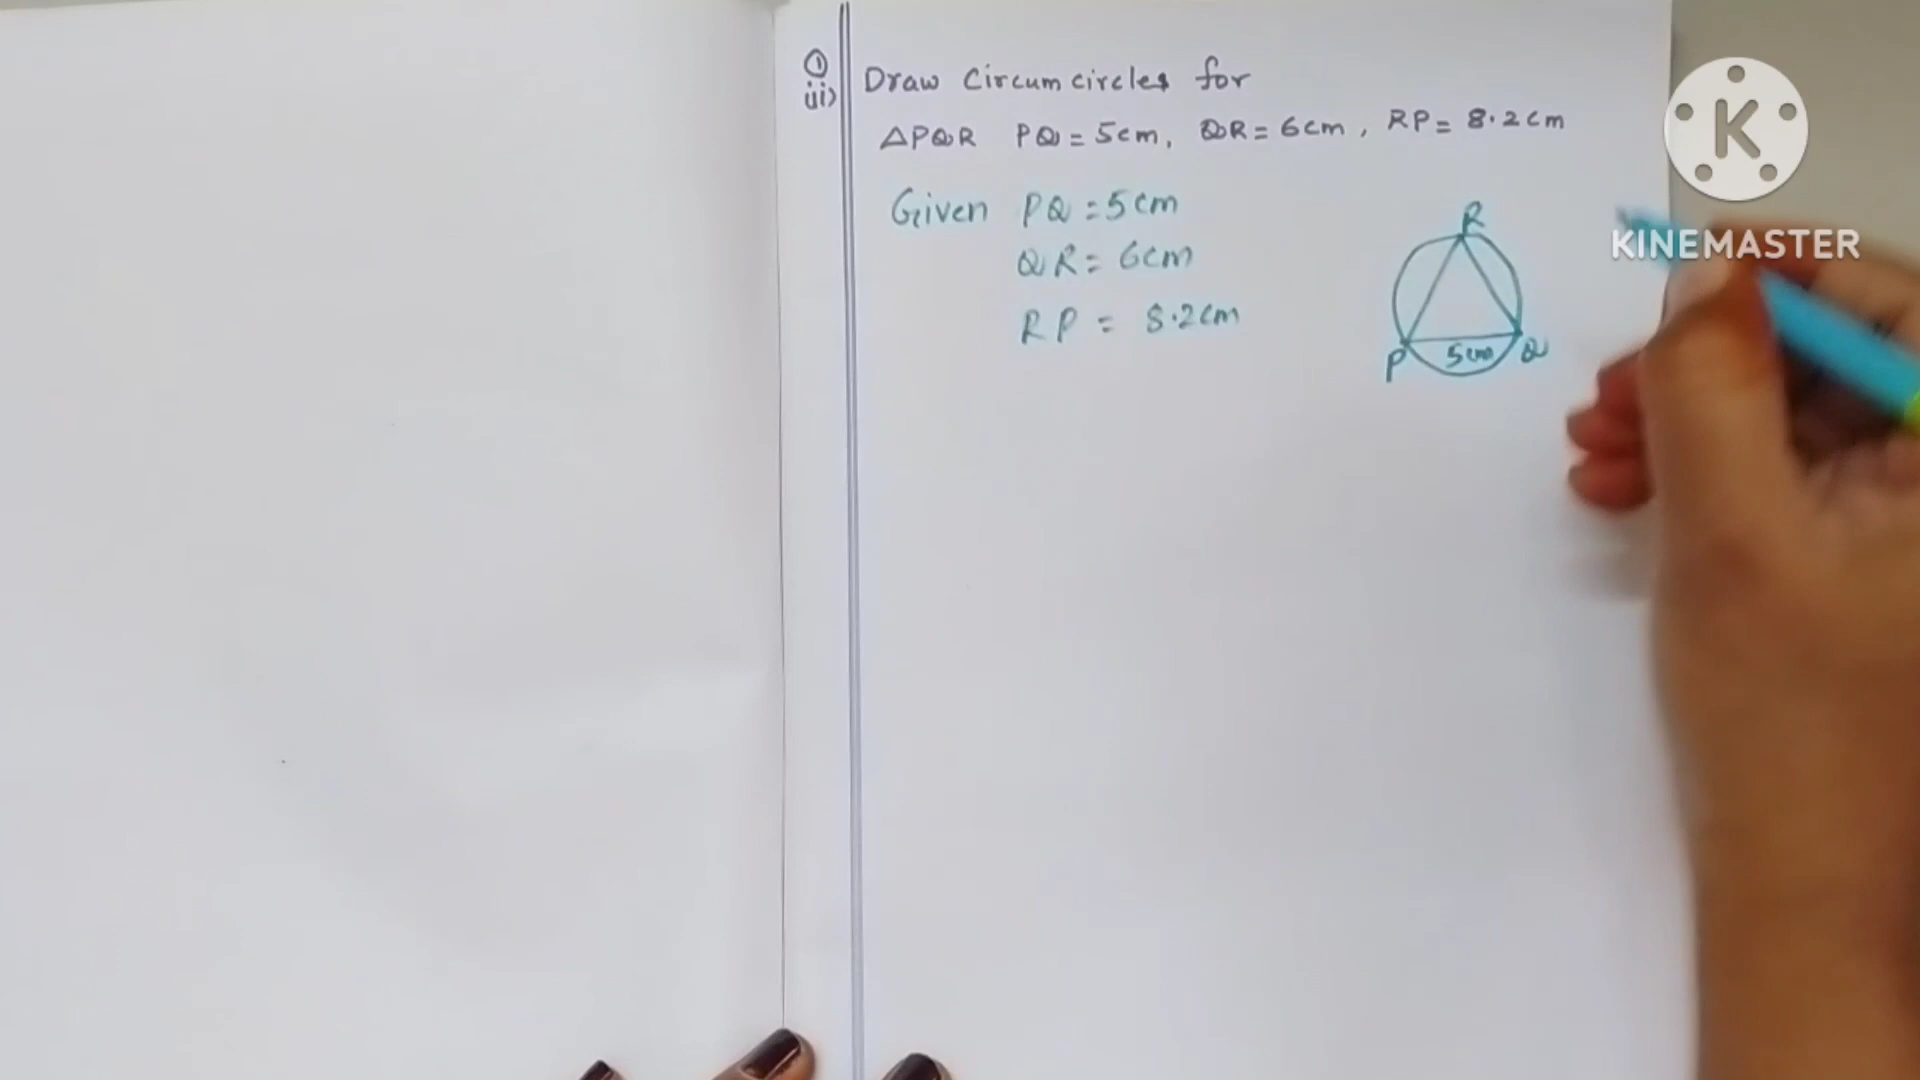 ①
iii)
Draw Circumcircles for
△PQR PQ = 5cm, QR = 6cm, RP = 8.2cm
Given PQ = 5cm
QR = 6cm
RP = 8.2cm
R
P 5cm Q
K
KINEMASTER